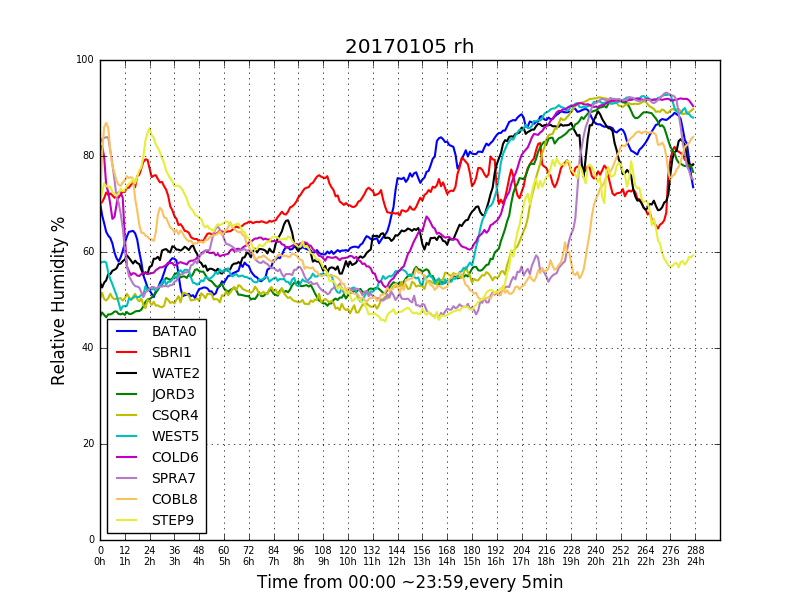 20170105 rh
Relative Humidity %
100
80
60
40
20
0
BATA0
SBRI1
WATE2
JORD3
CSQR4
WEST5
COLD6
SPRA7
COBL8
STEP9
0 12 24 36 48 60 72 84 96 108 120 132 144 156 168 180 192 204 216 228 240 252 264 276 288
0h 1h 2h 3h 4h 5h 6h 7h 8h 9h 10h 11h 12h 13h 14h 15h 16h 17h 18h 19h 20h 21h 22h 23h 24h
Time from 00:00 ~23:59,every 5min